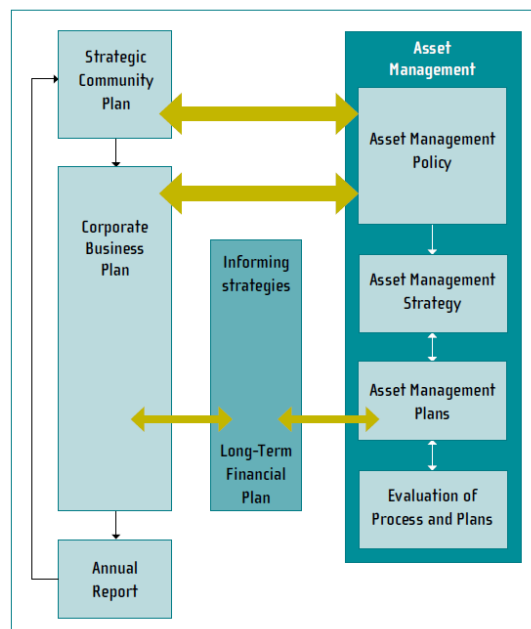 Strategic
Community
Plan
Corporate
Business
Plan
Annual
Report
Informing
strategies
Long-Term
Financial
Plan
Asset
Management
Asset Management
Policy
Asset Management
Strategy
Asset Management
Plans
Evaluation of
Process and Plans